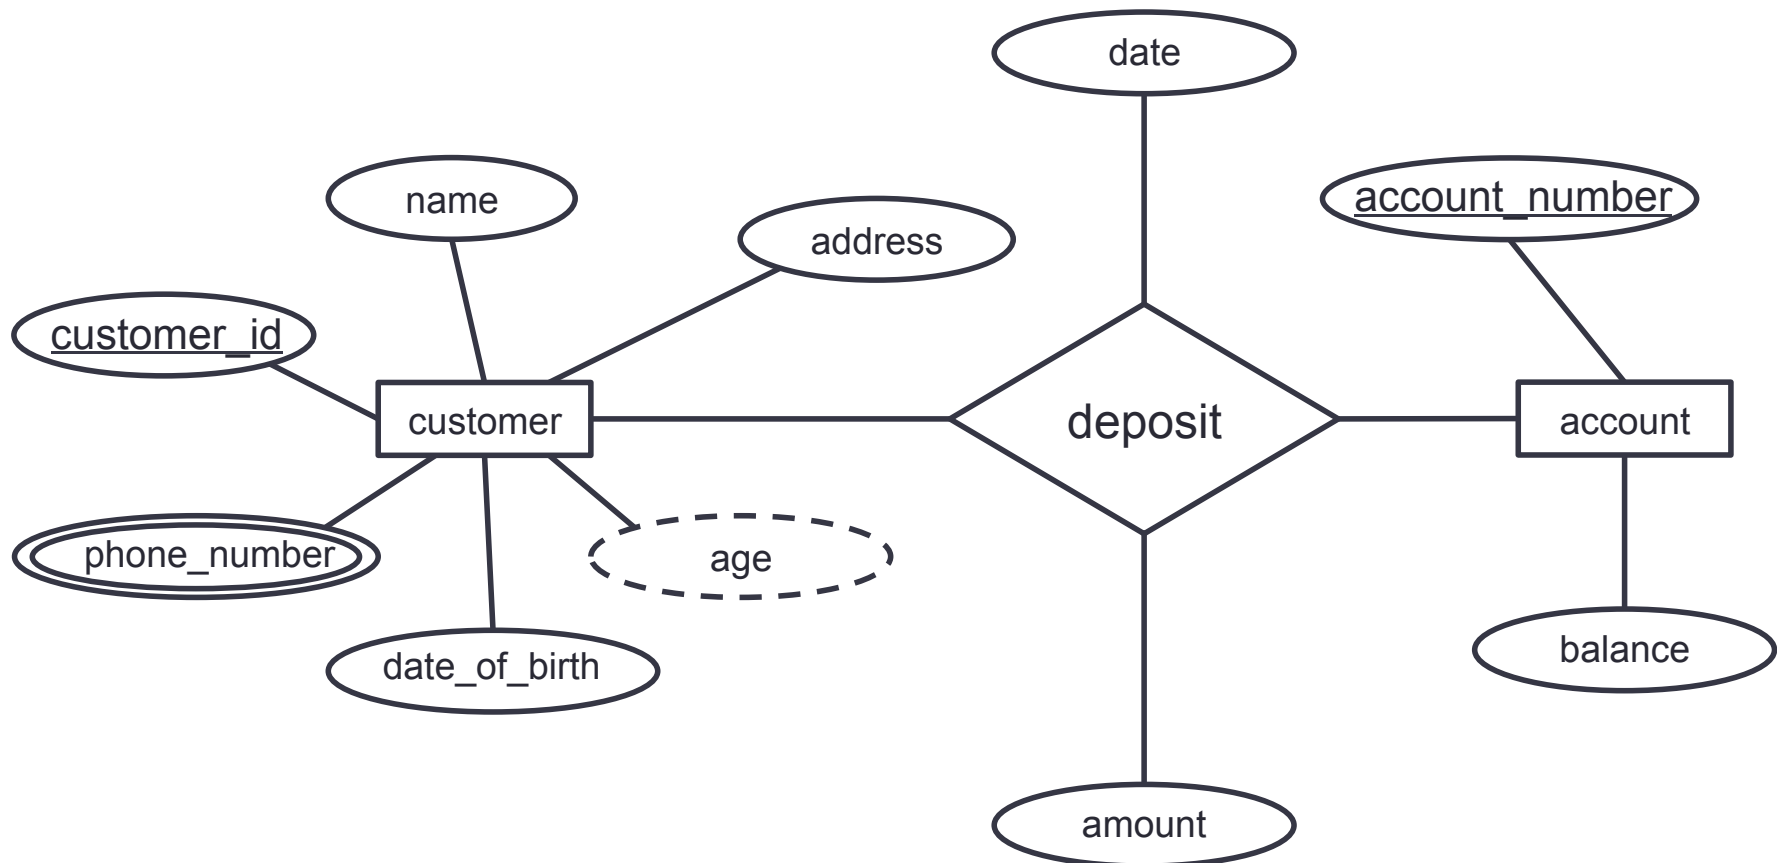 date
name
account_number
address
customer_id
customer
deposit
account
phone_number
age
balance
date_of_birth
amount